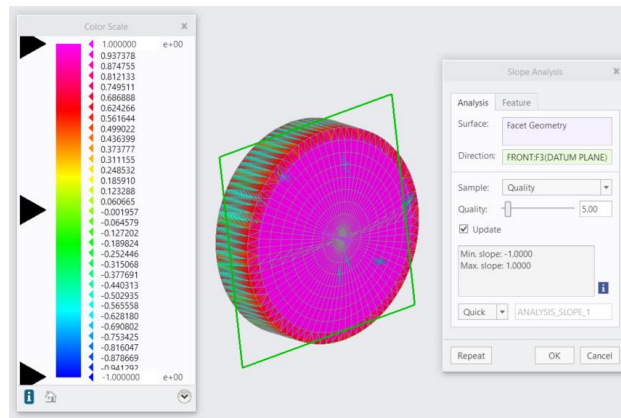 Color Scale
1.000000 e+00
0.937378
0.874755
0.812133
0.749511
0.686888
0.624266
0.561644
0.499022
0.436399
0.373777
0.311155
0.248532
0.185910
0.123288
0.060665
-0.001957
-0.064579
-0.127202
-0.189824
-0.252446
-0.315068
-0.377691
-0.440313
-0.502935
-0.565558
-0.628180
-0.690802
-0.753425
-0.816047
-0.878669
-0.941292
-1.000000 e+00
Slope Analysis
Analysis Feature
Surface: Facet Geometry
Direction: FRONT:F3(DATUM PLANE)
Sample: Quality
Quality: 5.00
Update
Min. slope: -1.0000
Max. slope: 1.0000
Quick ANALYSIS_SLOPE_1
Repeat OK Cancel